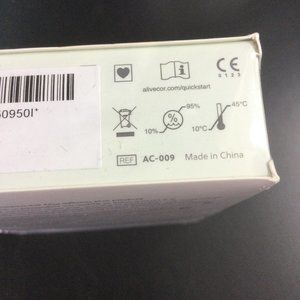 50950I*
CE
0123
alivecor.com/quickstart
95%
45°C
10%
%
10°C
REF AC-009 Made in China